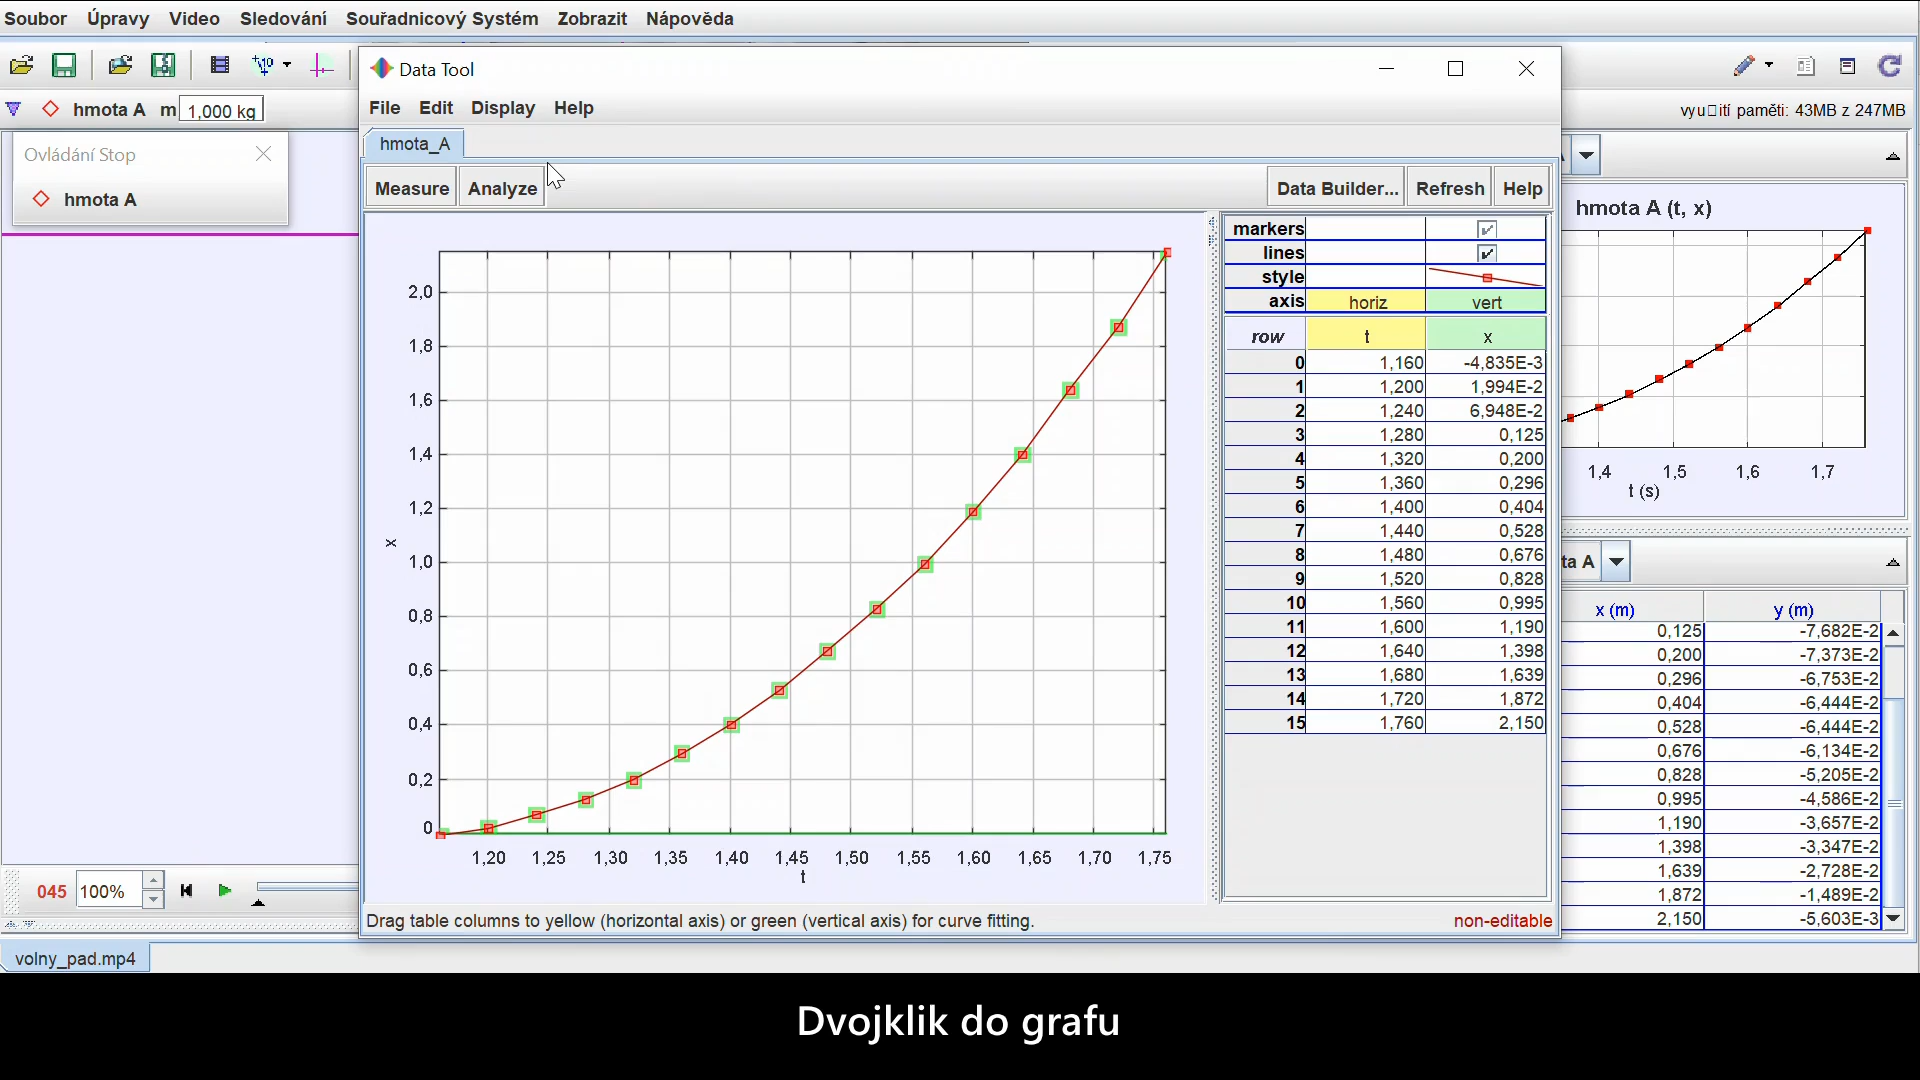 Soubor Úpravy Video Sledování Souřadnicový Systém Zobrazit Nápověda
hmota A m 1,000 kg
využití paměti: 43MB z 247MB
Ovládání Stop
hmota A
Data Tool
File Edit Display Help
hmota_A
Measure Analyze Data Builder... Refresh Help
2,0
1,8
1,6
1,4
1,2
1,0
0,8
0,6
0,4
0,2
0
x
1,20 1,25 1,30 1,35 1,40 1,45 1,50 1,55 1,60 1,65 1,70 1,75
t
markers
lines
style
axis horiz vert
row t x
0 1,160 -4,835E-3
1 1,200 1,994E-2
2 1,240 6,948E-2
3 1,280 0,125
4 1,320 0,200
5 1,360 0,296
6 1,400 0,404
7 1,440 0,528
8 1,480 0,676
9 1,520 0,828
10 1,560 0,995
11 1,600 1,190
12 1,640 1,398
13 1,680 1,639
14 1,720 1,872
15 1,760 2,150
Drag table columns to yellow (horizontal axis) or green (vertical axis) for curve fitting.
non-editable
hmota A (t, x)
1,4 1,5 1,6 1,7
t (s)
ta A
x (m) y (m)
0,125 -7,682E-2
0,200 -7,373E-2
0,296 -6,753E-2
0,404 -6,444E-2
0,528 -6,444E-2
0,676 -6,134E-2
0,828 -5,205E-2
0,995 -4,586E-2
1,190 -3,657E-2
1,398 -3,347E-2
1,639 -2,728E-2
1,872 -1,489E-2
2,150 -5,603E-3
045 100%
volny_pad.mp4
Dvojklik do grafu